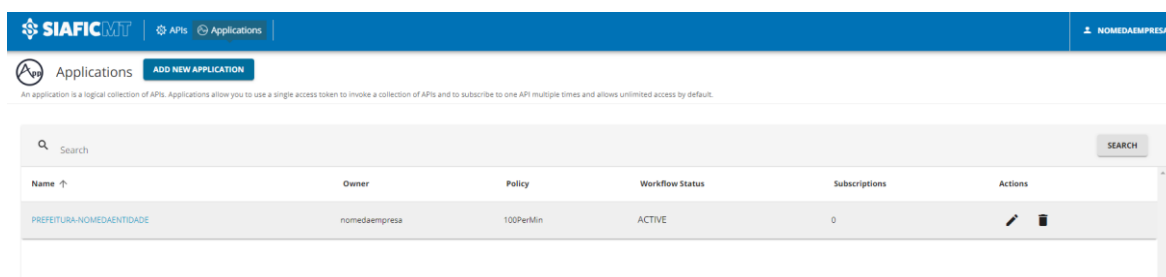 SIAFICMT APIs Applications NOMEDAEMPRESA
App Applications ADD NEW APPLICATION
An application is a logical collection of APIs. Applications allow you to use a single access token to invoke a collection of APIs and to subscribe to one API multiple times and allows unlimited access by default.
Search SEARCH
Name Owner Policy Workflow Status Subscriptions Actions
PREFEITURA-NOMEDAENTIDADE nomedaempresa 100PerMin ACTIVE 0